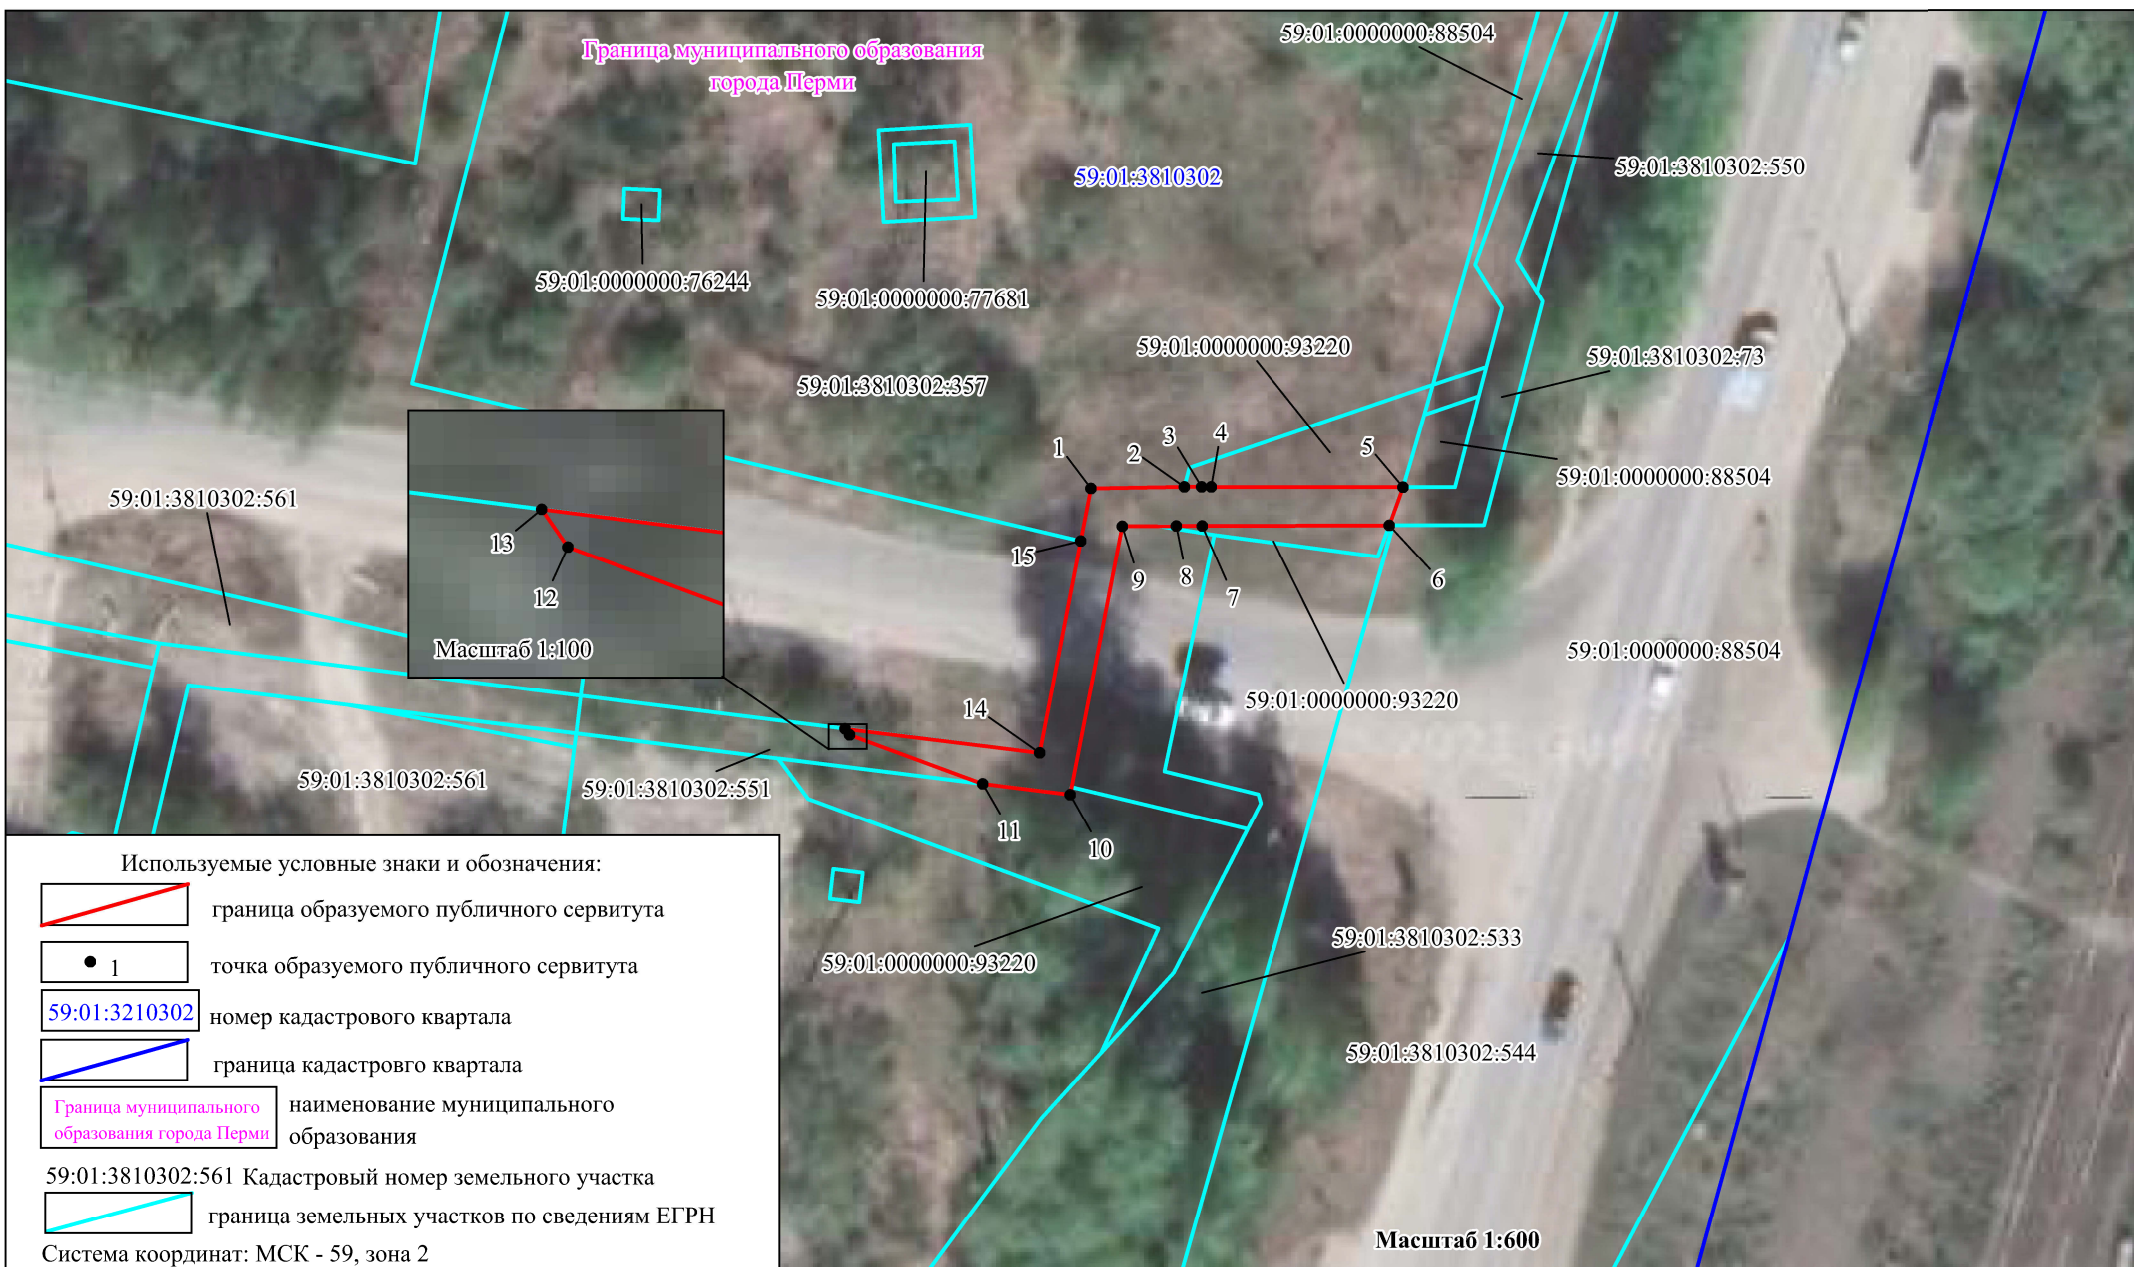 Граница муниципального образования
города Перми
59:01:0000000:88504
59:01:3810302:550
59:01:3810302
59:01:0000000:76244
59:01:0000000:77681
59:01:0000000:93220
59:01:3810302:73
59:01:3810302:357
1
2
3
4
5
59:01:0000000:88504
59:01:3810302:561
13
12
Масштаб 1:100
15
9
8
7
6
59:01:0000000:88504
59:01:0000000:93220
14
59:01:3810302:561
59:01:3810302:551
11
10
59:01:0000000:93220
59:01:3810302:533
59:01:3810302:544
Масштаб 1:600
Используемые условные знаки и обозначения:
граница образуемого публичного сервитута
1
точка образуемого публичного сервитута
59:01:3210302
номер кадастрового квартала
граница кадастровго квартала
Граница муниципального
образования города Перми
наименование муниципального
образования
59:01:3810302:561 Кадастровый номер земельного участка
граница земельных участков по сведениям ЕГРН
Система координат: МСК - 59, зона 2